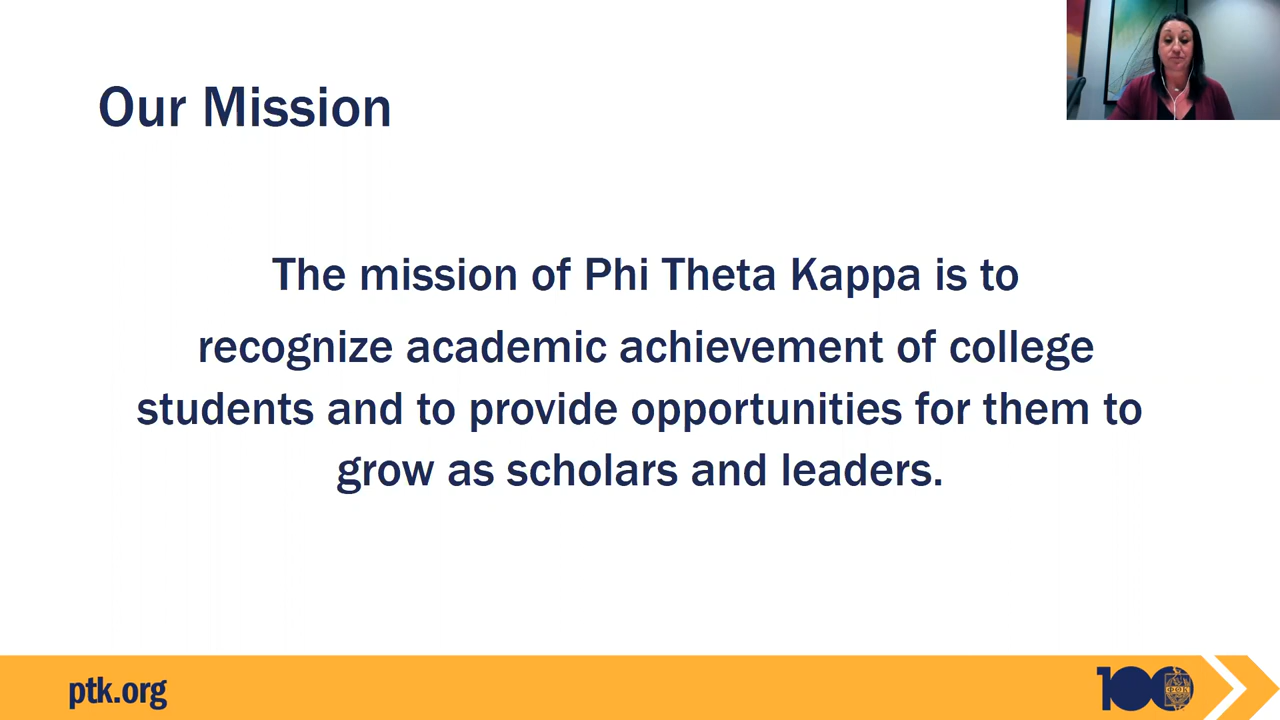 Our Mission
The mission of Phi Theta Kappa is to
recognize academic achievement of college
students and to provide opportunities for them to
grow as scholars and leaders.
ptk.org
100
ΦΘΚ